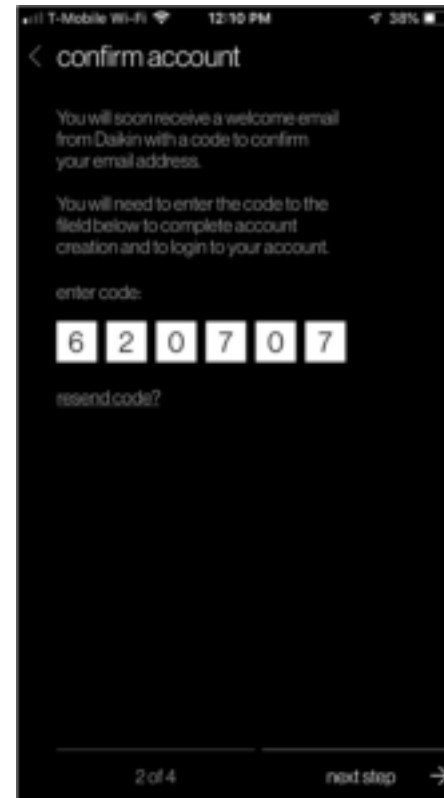 T-Mobile Wi-Fi 12:10 PM 38%
confirm account
You will soon receive a welcome email
from Daikin with a code to confirm
your email address.
You will need to enter the code to the
fileld below to complete account
creation and to login to your account.
enter code:
6 2 0 7 0 7
resend code?
2 of 4 next step